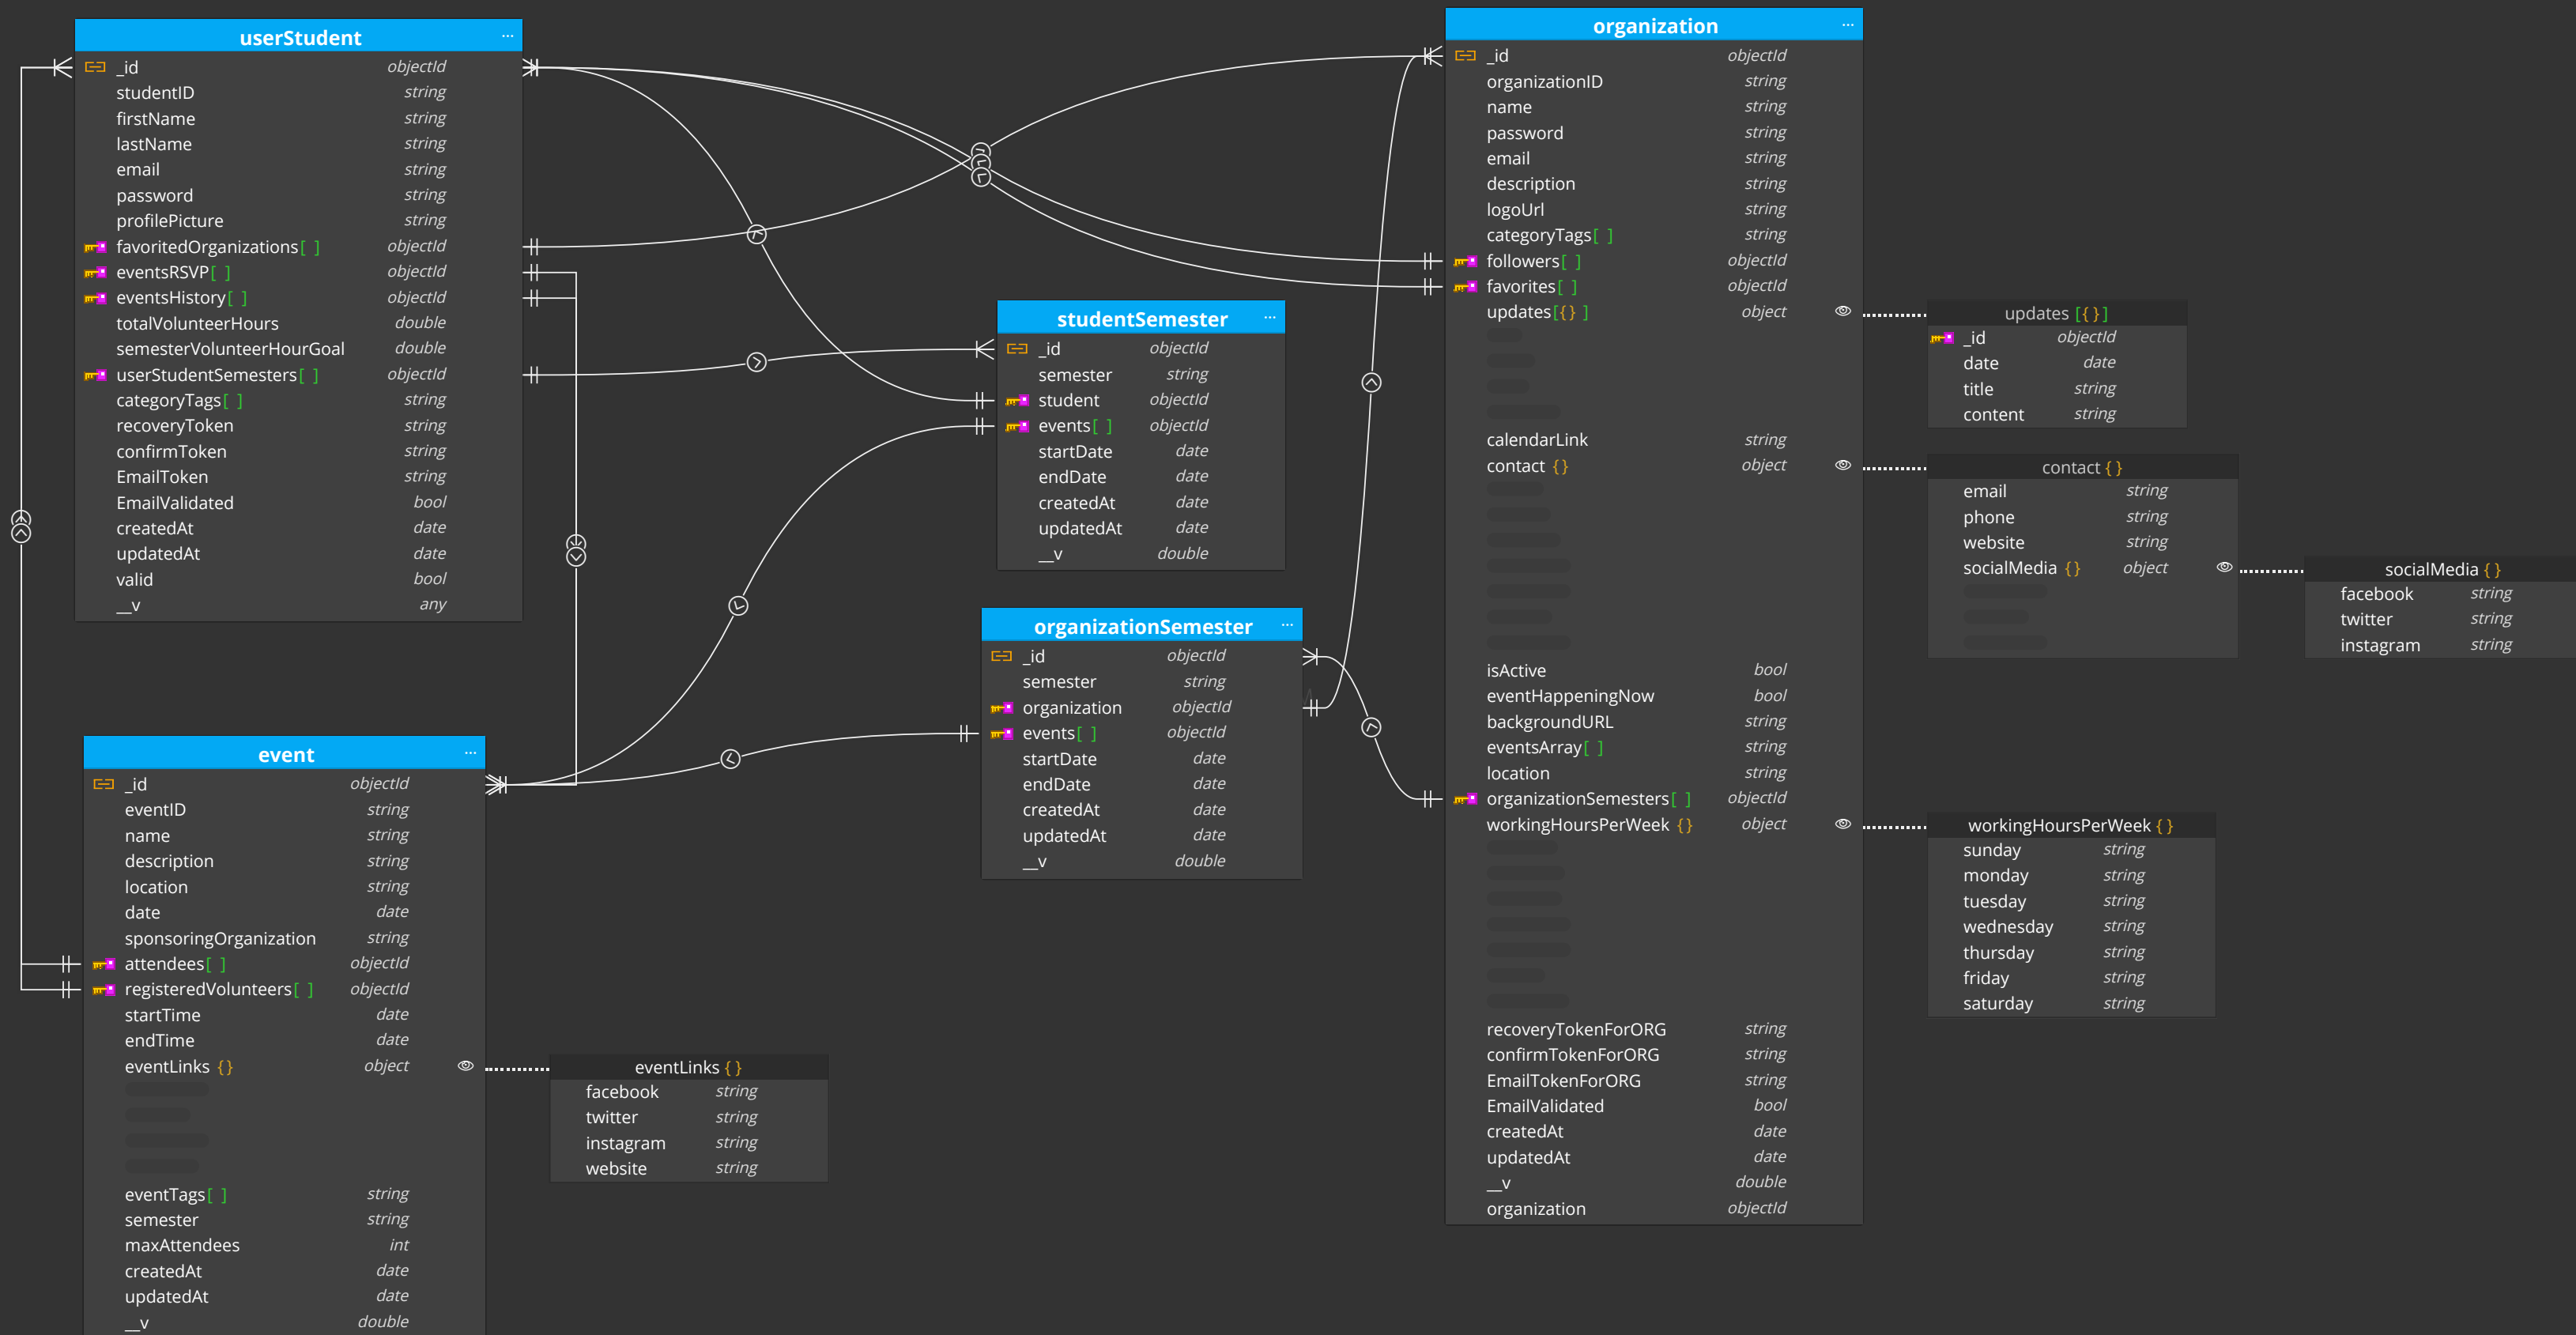 userStudent ...
_id objectId
studentID string
firstName string
lastName string
email string
password string
profilePicture string
favoritedOrganizations[ ] objectId
eventsRSVP[ ] objectId
eventsHistory[ ] objectId
totalVolunteerHours double
semesterVolunteerHourGoal double
userStudentSemesters[ ] objectId
categoryTags[ ] string
recoveryToken string
confirmToken string
EmailToken string
EmailValidated bool
createdAt date
updatedAt date
valid bool
__v any
event ...
_id objectId
eventID string
name string
description string
location string
date date
sponsoringOrganization string
attendees[ ] objectId
registeredVolunteers[ ] objectId
startTime date
endTime date
eventLinks {} object
eventTags[ ] string
semester string
maxAttendees int
createdAt date
updatedAt date
__v double
eventLinks {}
facebook string
twitter string
instagram string
website string
studentSemester ...
_id objectId
semester string
student objectId
events[ ] objectId
startDate date
endDate date
createdAt date
updatedAt date
__v double
organizationSemester ...
_id objectId
semester string
organization objectId
events[ ] objectId
startDate date
endDate date
createdAt date
updatedAt date
__v double
organization ...
_id objectId
organizationID string
name string
password string
email string
description string
logoUrl string
categoryTags[ ] string
followers[ ] objectId
favorites[ ] objectId
updates[{} ] object
calendarLink string
contact {} object
isActive bool
eventHappeningNow bool
backgroundURL string
eventsArray[ ] string
location string
organizationSemesters[ ] objectId
workingHoursPerWeek {} object
recoveryTokenForORG string
confirmTokenForORG string
EmailTokenForORG string
EmailValidated bool
createdAt date
updatedAt date
__v double
organization objectId
updates [{}]
_id objectId
date date
title string
content string
contact {}
email string
phone string
website string
socialMedia {} object
socialMedia {}
facebook string
twitter string
instagram string
workingHoursPerWeek {}
sunday string
monday string
tuesday string
wednesday string
thursday string
friday string
saturday string